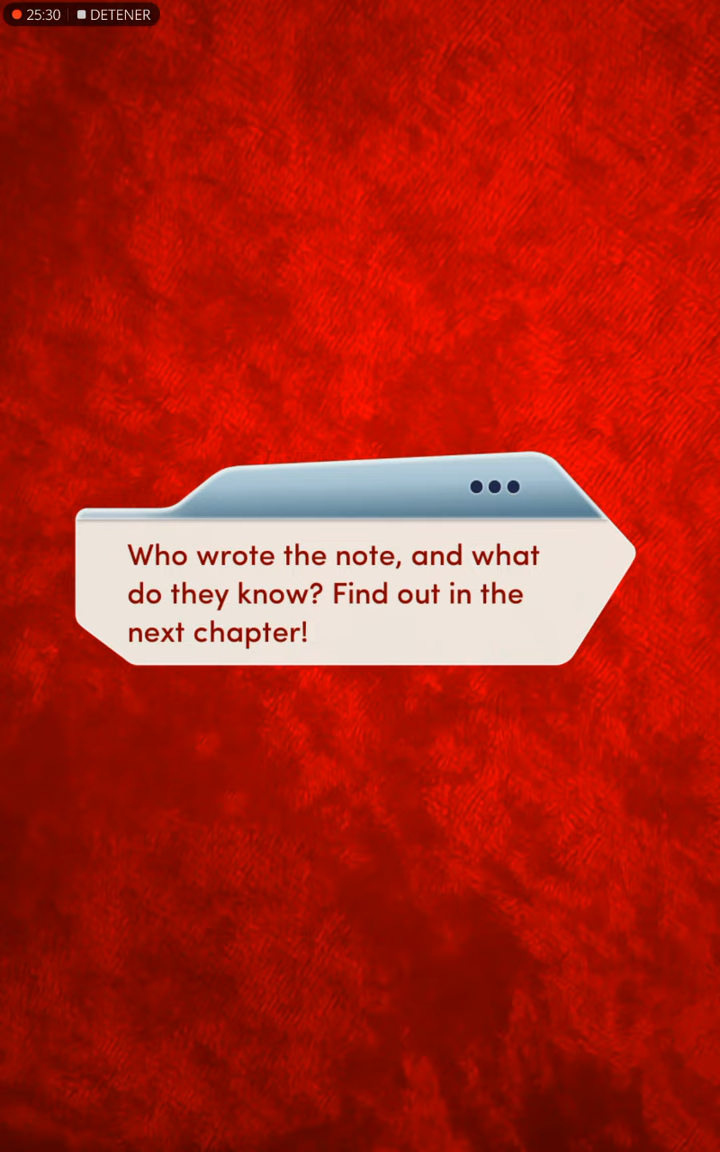 25:30 DETENER
Who wrote the note, and what
do they know? Find out in the
next chapter!